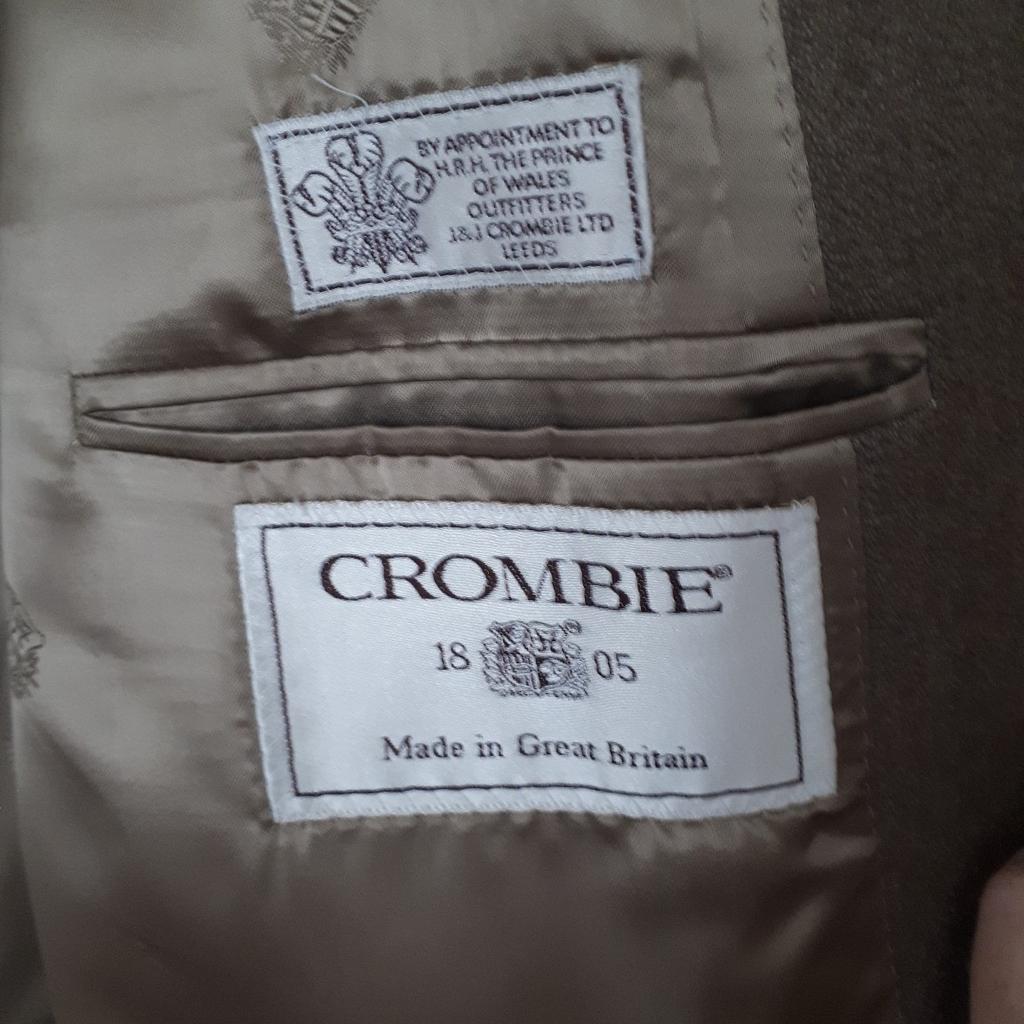 BY APPOINTMENT TO
H.R.H. THE PRINCE
OF WALES
OUTFITTERS
J&J CROMBIE LTD
LEEDS
CROMBIE®
18 05
Made in Great Britain